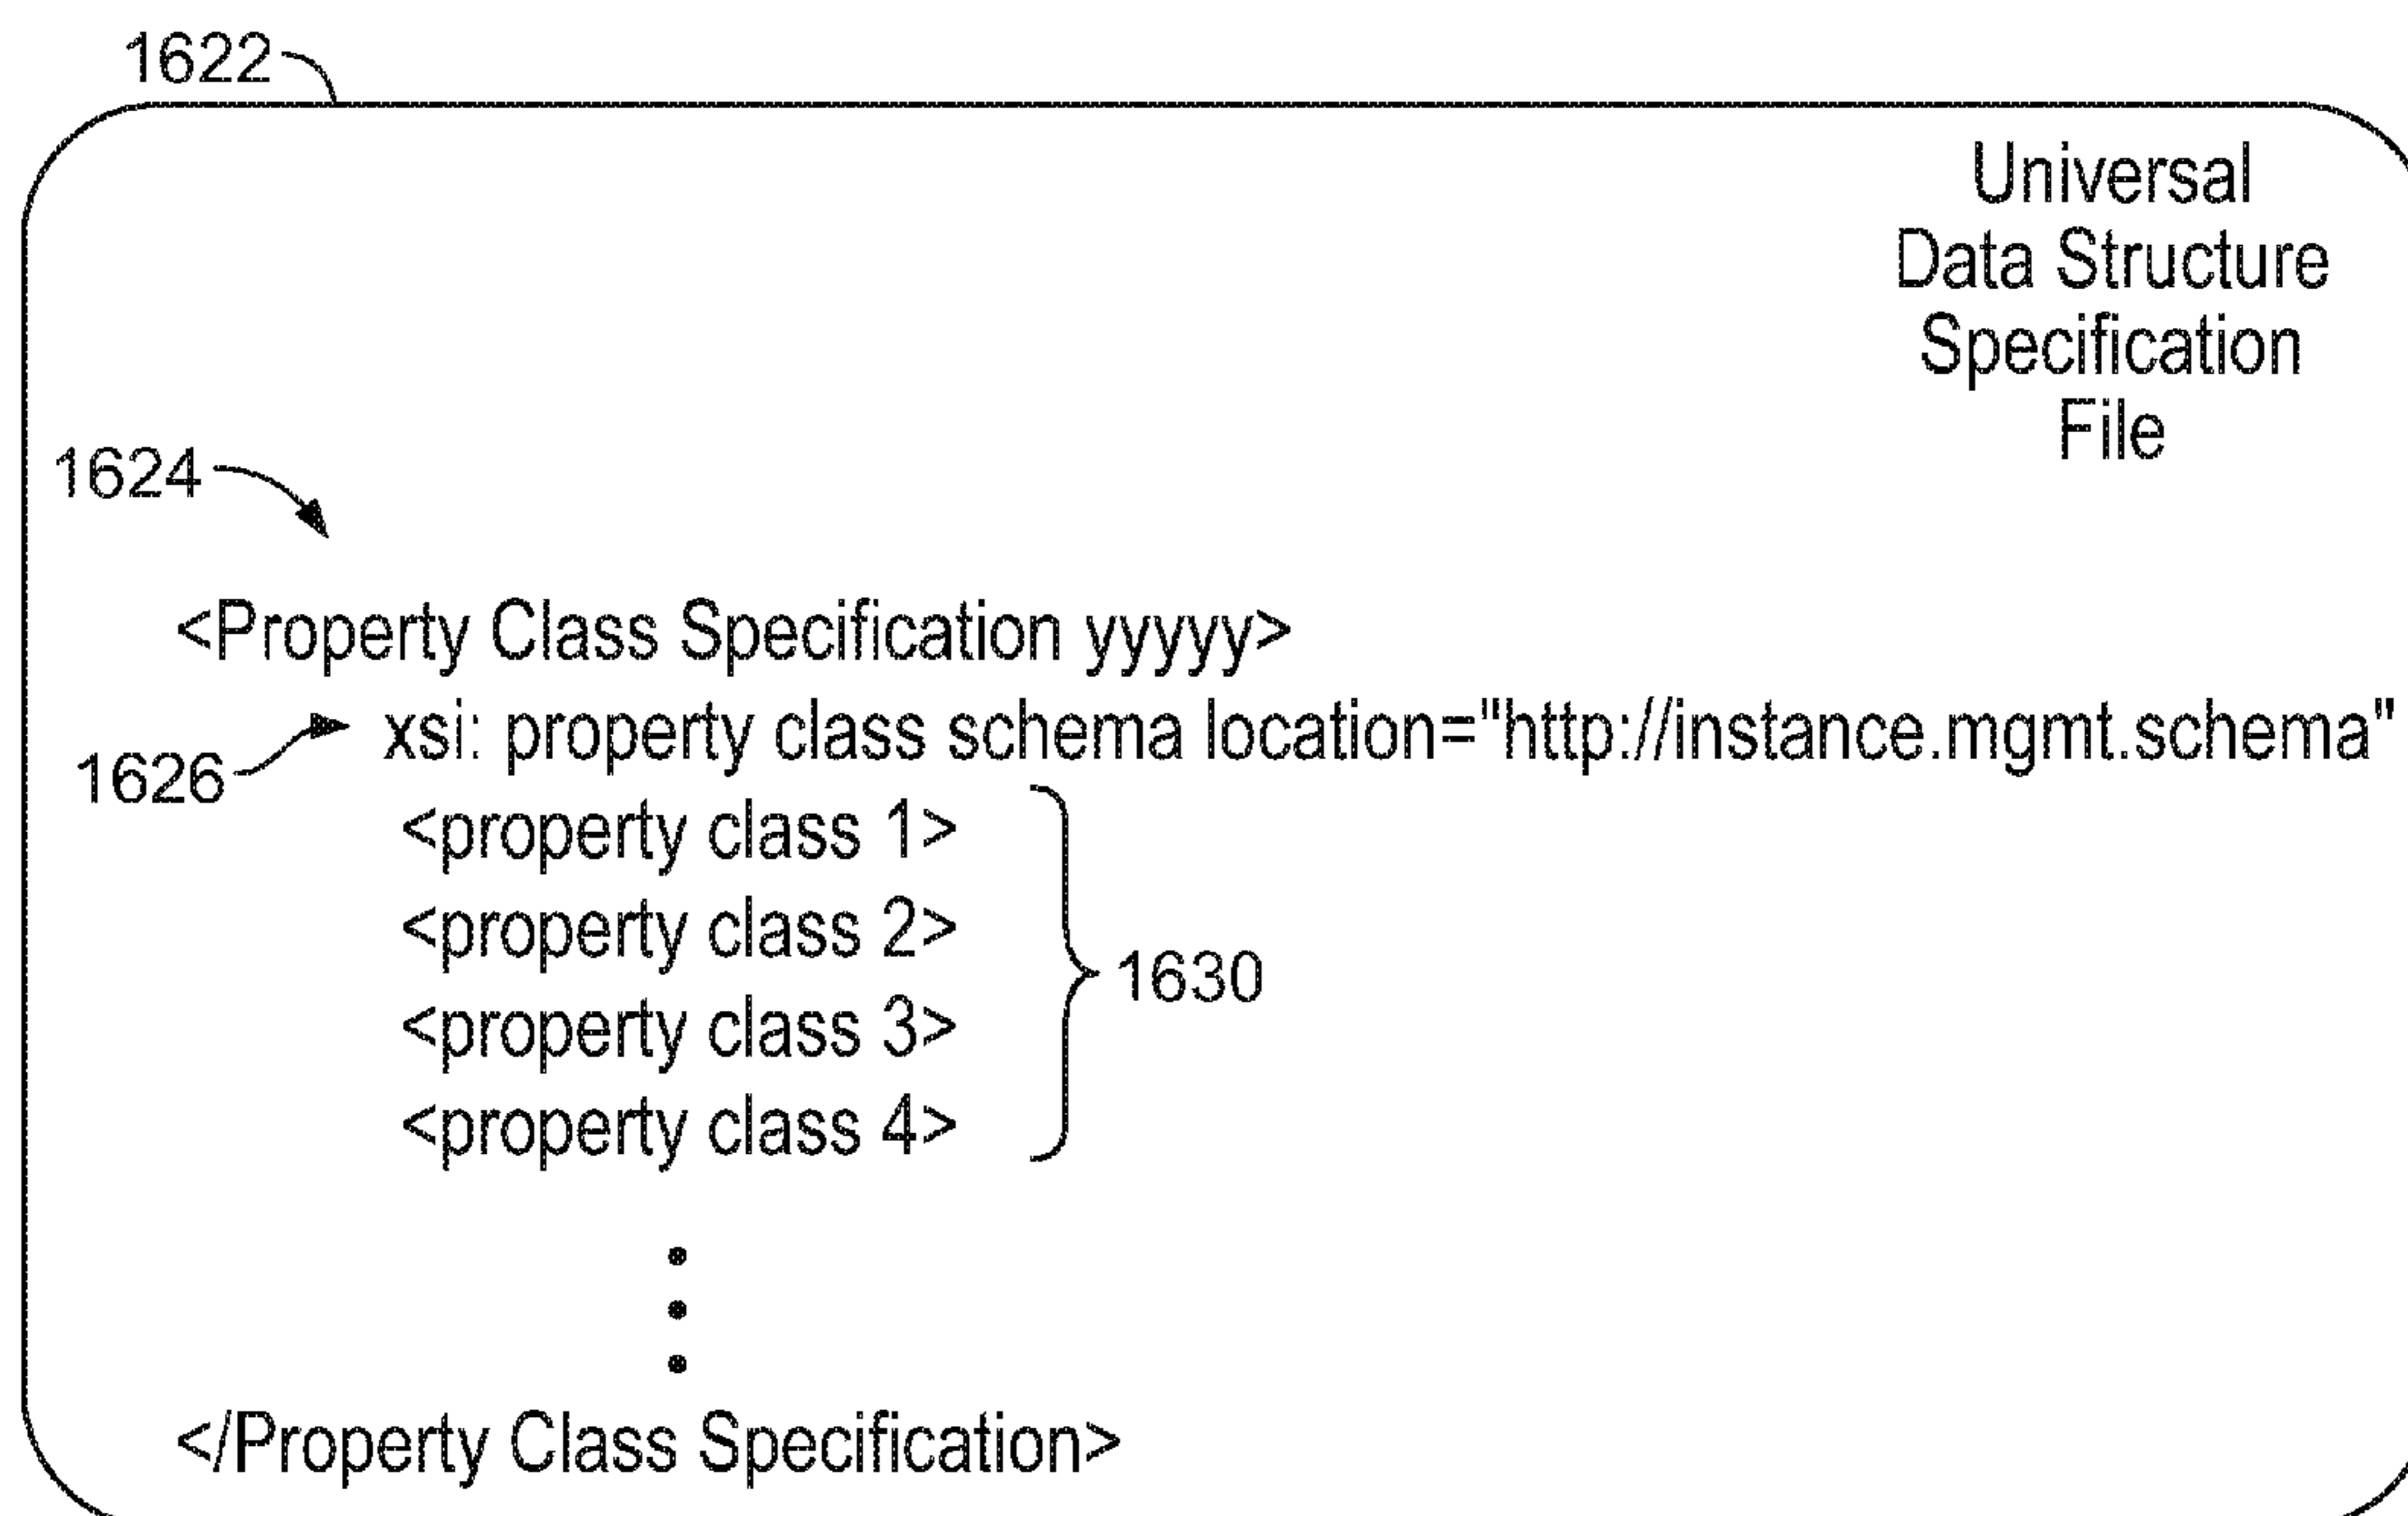 1622
Universal
Data Structure
Specification
File
1624
<Property Class Specification yyyyy>
1626
xsi: property class schema location="http://instance.mgmt.schema"
<property class 1>
<property class 2>
1630
<property class 3>
<property class 4>
</Property Class Specification>